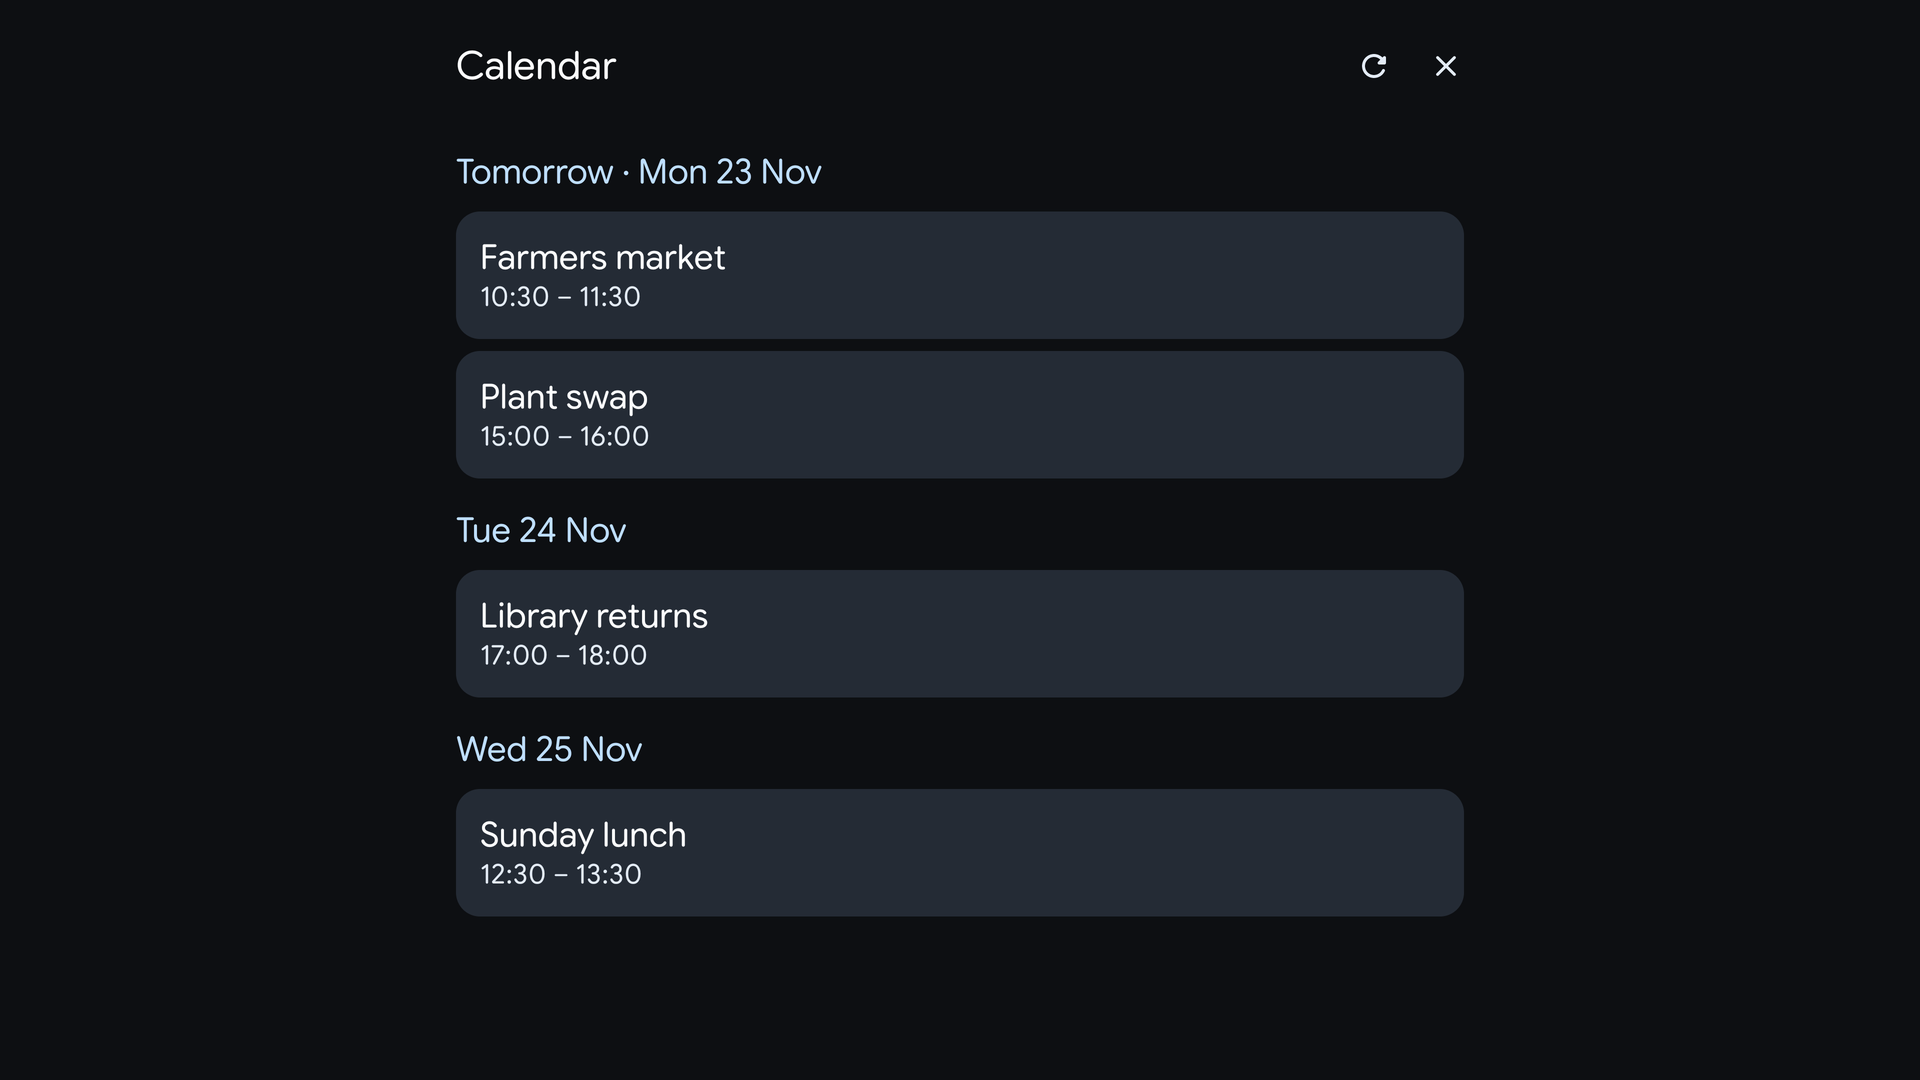 Calendar
Tomorrow · Mon 23 Nov
Farmers market
10:30 – 11:30
Plant swap
15:00 – 16:00
Tue 24 Nov
Library returns
17:00 – 18:00
Wed 25 Nov
Sunday lunch
12:30 – 13:30